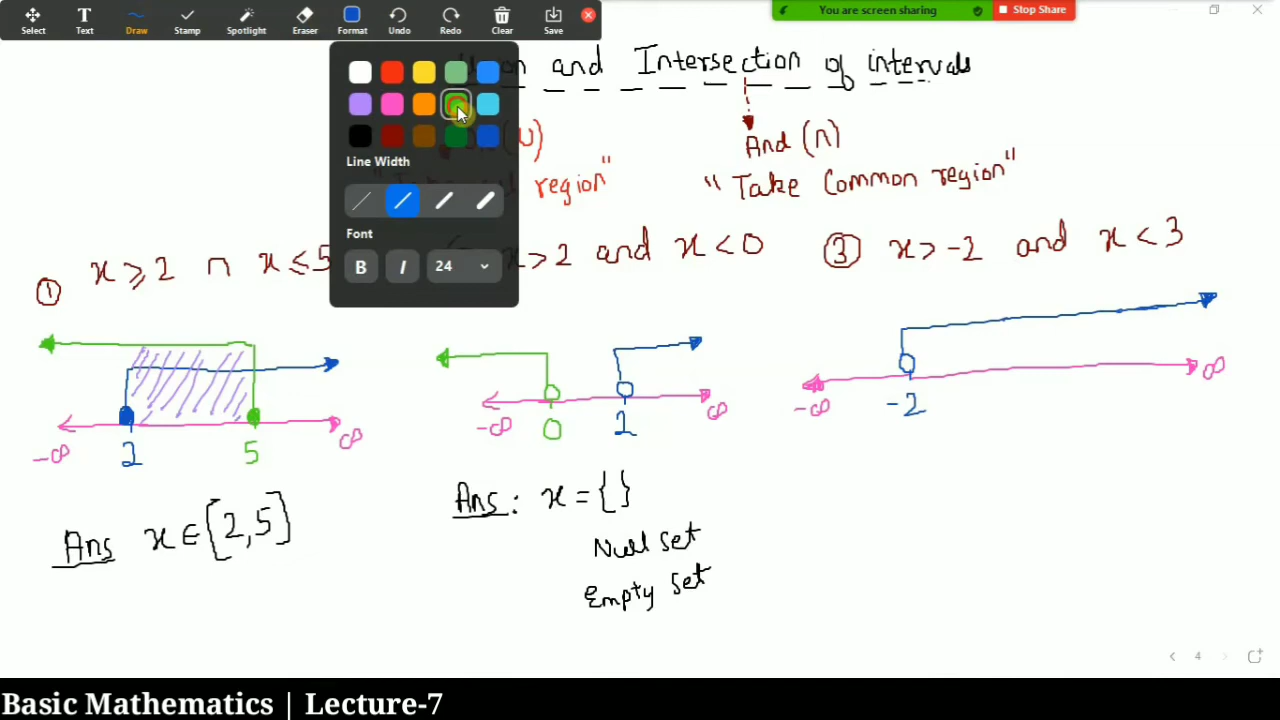 Select Text Draw Stamp Spotlight Eraser Format Undo Redo Clear Save
You are screen sharing Stop Share
and Intersection of intervals
(U) And (∩)
region" "Take Common region"
Line Width
Font
B I 24
① x ≥ 2 ∩ x ≤ 5
x > 2 and x < 0
③ x > -2 and x < 3
-∞ 2 5 ∞
-∞ 0 2 ∞
-∞ -2 ∞
Ans x ∈ [2,5]
Ans: x = { }
Null set
Empty set
4
Basic Mathematics | Lecture-7